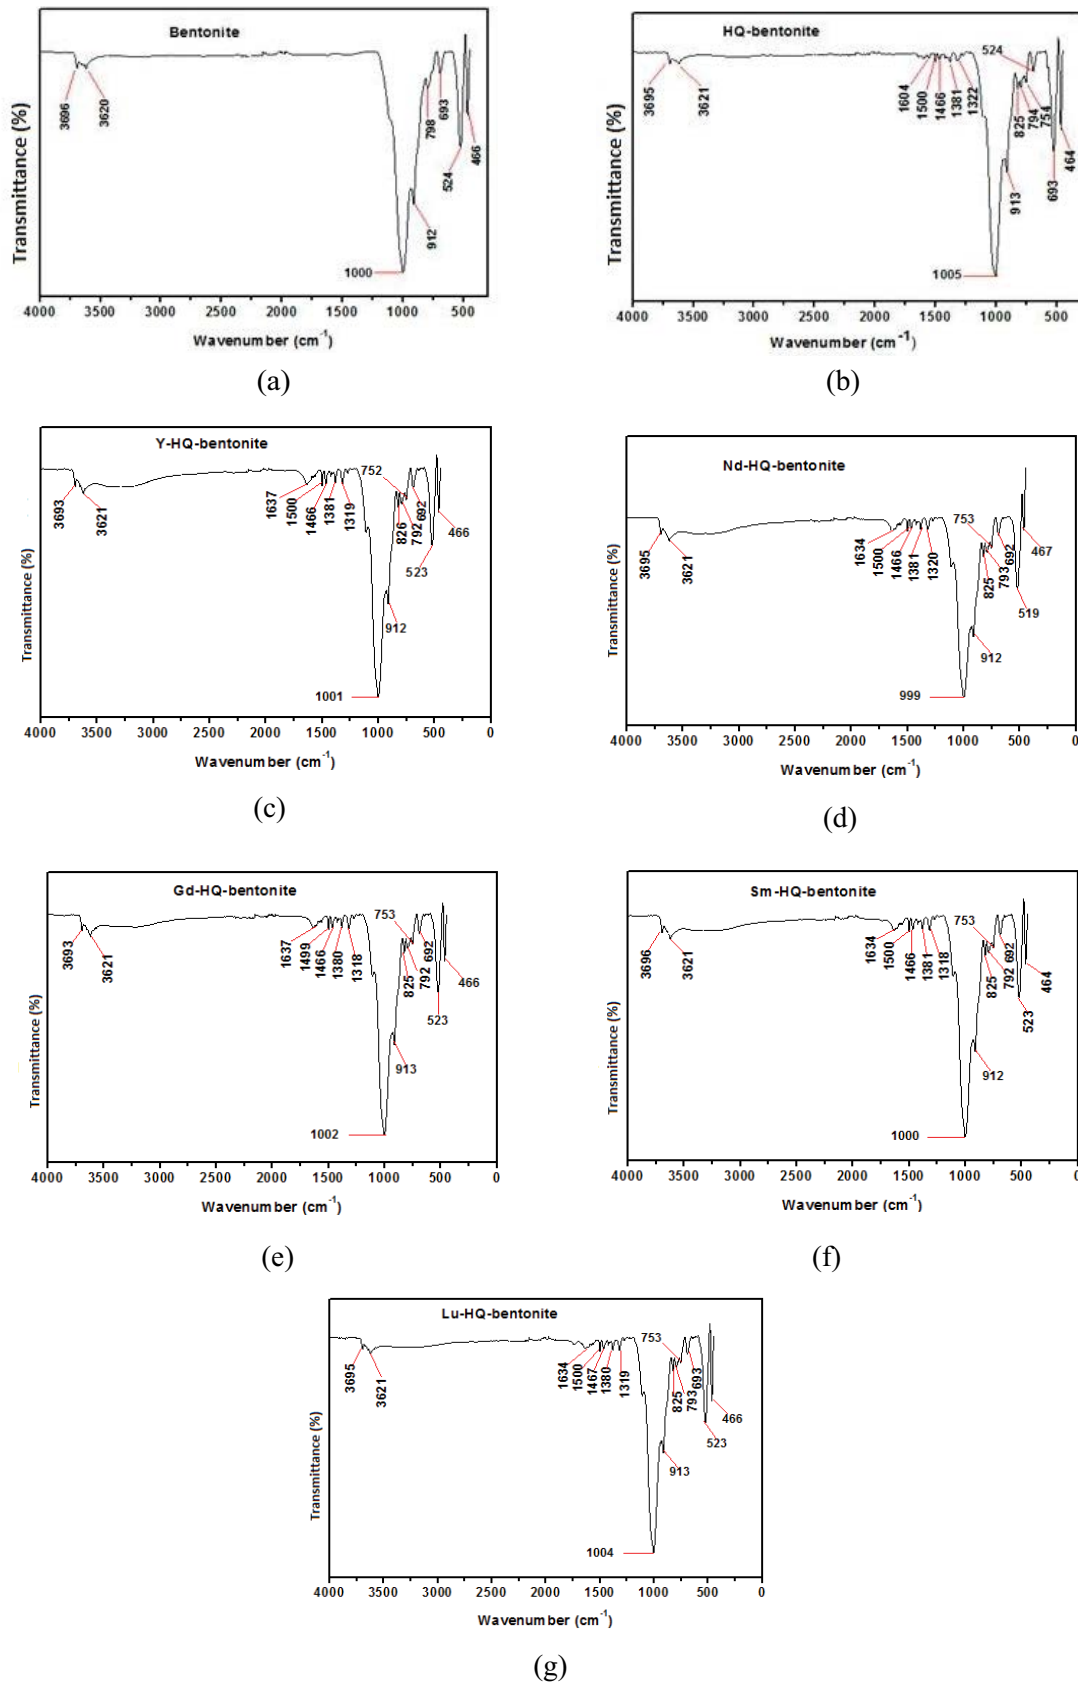 Bentonite
Transmittance (%)
3696
3620
798
693
466
524
912
1000
4000 3500 3000 2500 2000 1500 1000 500
Wavenumber (cm-1)
(a)
HQ-bentonite
Transmittance (%)
524
3695
3621
1604
1500
1466
1381
1322
825
794
754
464
693
913
1005
4000 3500 3000 2500 2000 1500 1000 500
Wavenumber (cm-1)
(b)
Y-HQ-bentonite
Transmittance (%)
752
3693
3621
1637
1500
1466
1381
1319
826
792
692
466
523
912
1001
4000 3500 3000 2500 2000 1500 1000 500 0
Wavenumber (cm-1)
(c)
Nd-HQ-bentonite
Transmittance (%)
753
3695
3621
1634
1500
1466
1381
1320
825
793
692
467
519
912
999
4000 3500 3000 2500 2000 1500 1000 500 0
Wavenumber (cm-1)
(d)
Gd-HQ-bentonite
Transmittance (%)
753
3693
3621
1637
1499
1466
1380
1318
825
792
692
466
523
913
1002
4000 3500 3000 2500 2000 1500 1000 500 0
Wavenumber (cm-1)
(e)
Sm-HQ-bentonite
Transmittance (%)
753
3696
3621
1634
1500
1466
1381
1318
825
792
692
464
523
912
1000
4000 3500 3000 2500 2000 1500 1000 500 0
Wavenumber (cm-1)
(f)
Lu-HQ-bentonite
Transmittance (%)
753
3695
3621
1634
1500
1467
1380
1319
825
793
693
466
523
913
1004
4000 3500 3000 2500 2000 1500 1000 500 0
Wavenumber (cm-1)
(g)